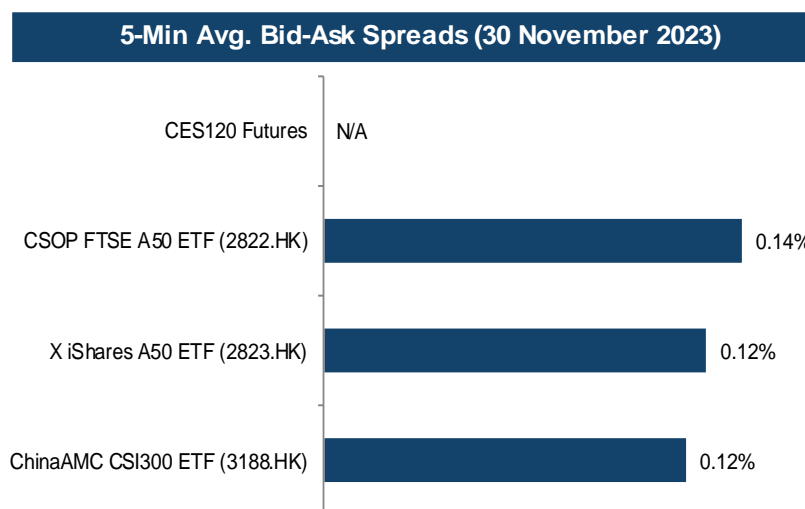 5-Min Avg. Bid-Ask Spreads (30 November 2023)
CES120 Futures N/A
CSOP FTSE A50 ETF (2822.HK) 0.14%
X iShares A50 ETF (2823.HK) 0.12%
ChinaAMC CSI300 ETF (3188.HK) 0.12%